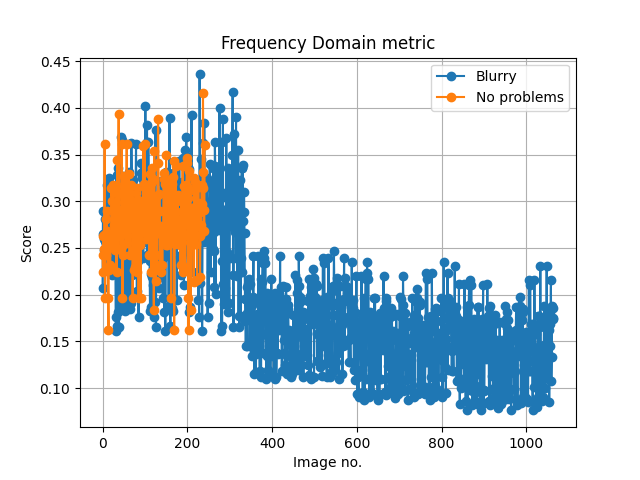 Frequency Domain metric
0.45
0.40
0.35
0.30
0.25
0.20
0.15
0.10
Score
Blurry
No problems
0 200 400 600 800 1000
Image no.